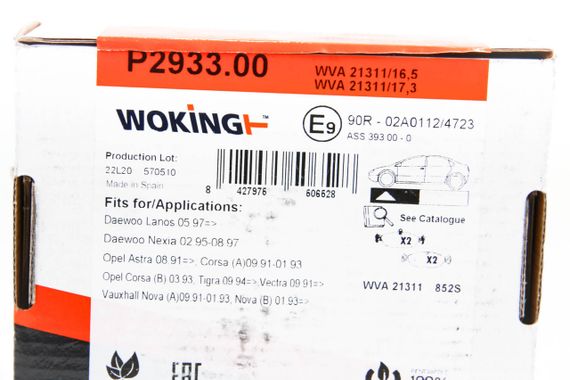 P2933.00
WVA 21311/16,5
WVA 21311/17,3
WOKING ™
E9
90R - 02A0112/4723
ASS 393.00 - 0
Production Lot:
22L20 570510
Made in Spain
8 427976 606528
Fits for/Applications:
Daewoo Lanos 05.97=>
Daewoo Nexia 02.95-08.97
Opel Astra 08.91=>, Corsa (A)09.91-01.93
Opel Corsa (B) 03.93, Tigra 09.94=>,Vectra 09.91=>
Vauxhall Nova (A)09.91-01.93, Nova (B) 01.93=>
See Catalogue
X2
X2
WVA 21311 852S
EAC